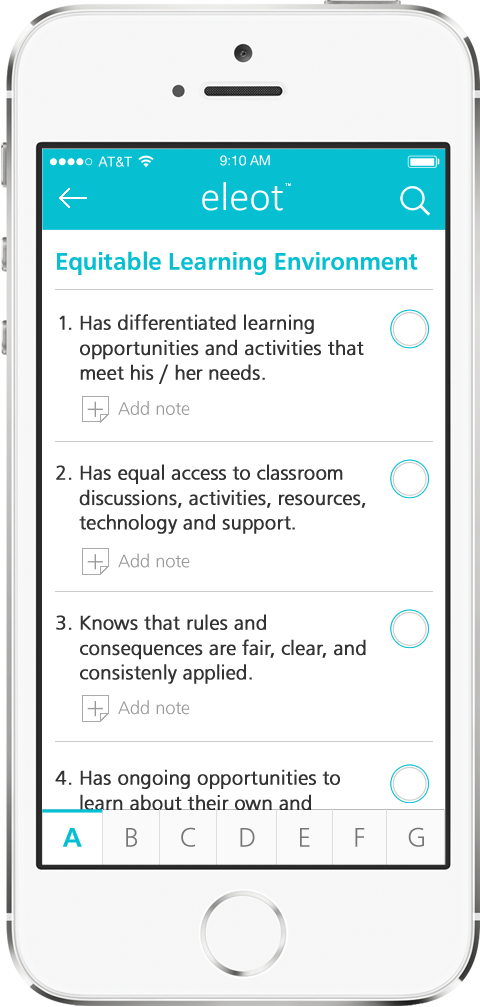 AT&T 9:10 AM
eleot™
Equitable Learning Environment
1. Has differentiated learning
opportunities and activities that
meet his / her needs.
Add note
2. Has equal access to classroom
discussions, activities, resources,
technology and support.
Add note
3. Knows that rules and
consequences are fair, clear, and
consistenly applied.
Add note
4. Has ongoing opportunities to
learn about their own and
A B C D E F G